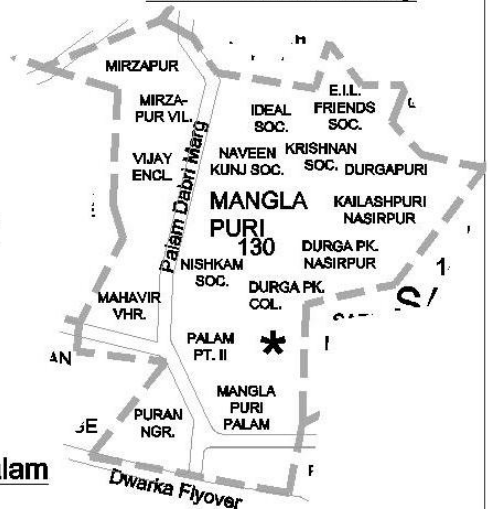 MIRZAPUR
MIRZA-
PUR VIL.
IDEAL
SOC.
E.I.L.
FRIENDS
SOC.
VIJAY
ENCL.
Palam Dabri Marg
NAVEEN
KUNJ SOC.
KRISHNAN
SOC.
DURGAPURI
MANGLA
PURI
130
KAILASHPURI
NASIRPUR
DURGA PK.
NASIRPUR
NISHKAM
SOC.
DURGA PK.
COL.
MAHAVIR
VHR.
PALAM
PT. II
*
MANGLA
PURI
PALAM
PURAN
NGR.
Dwarka Flyover